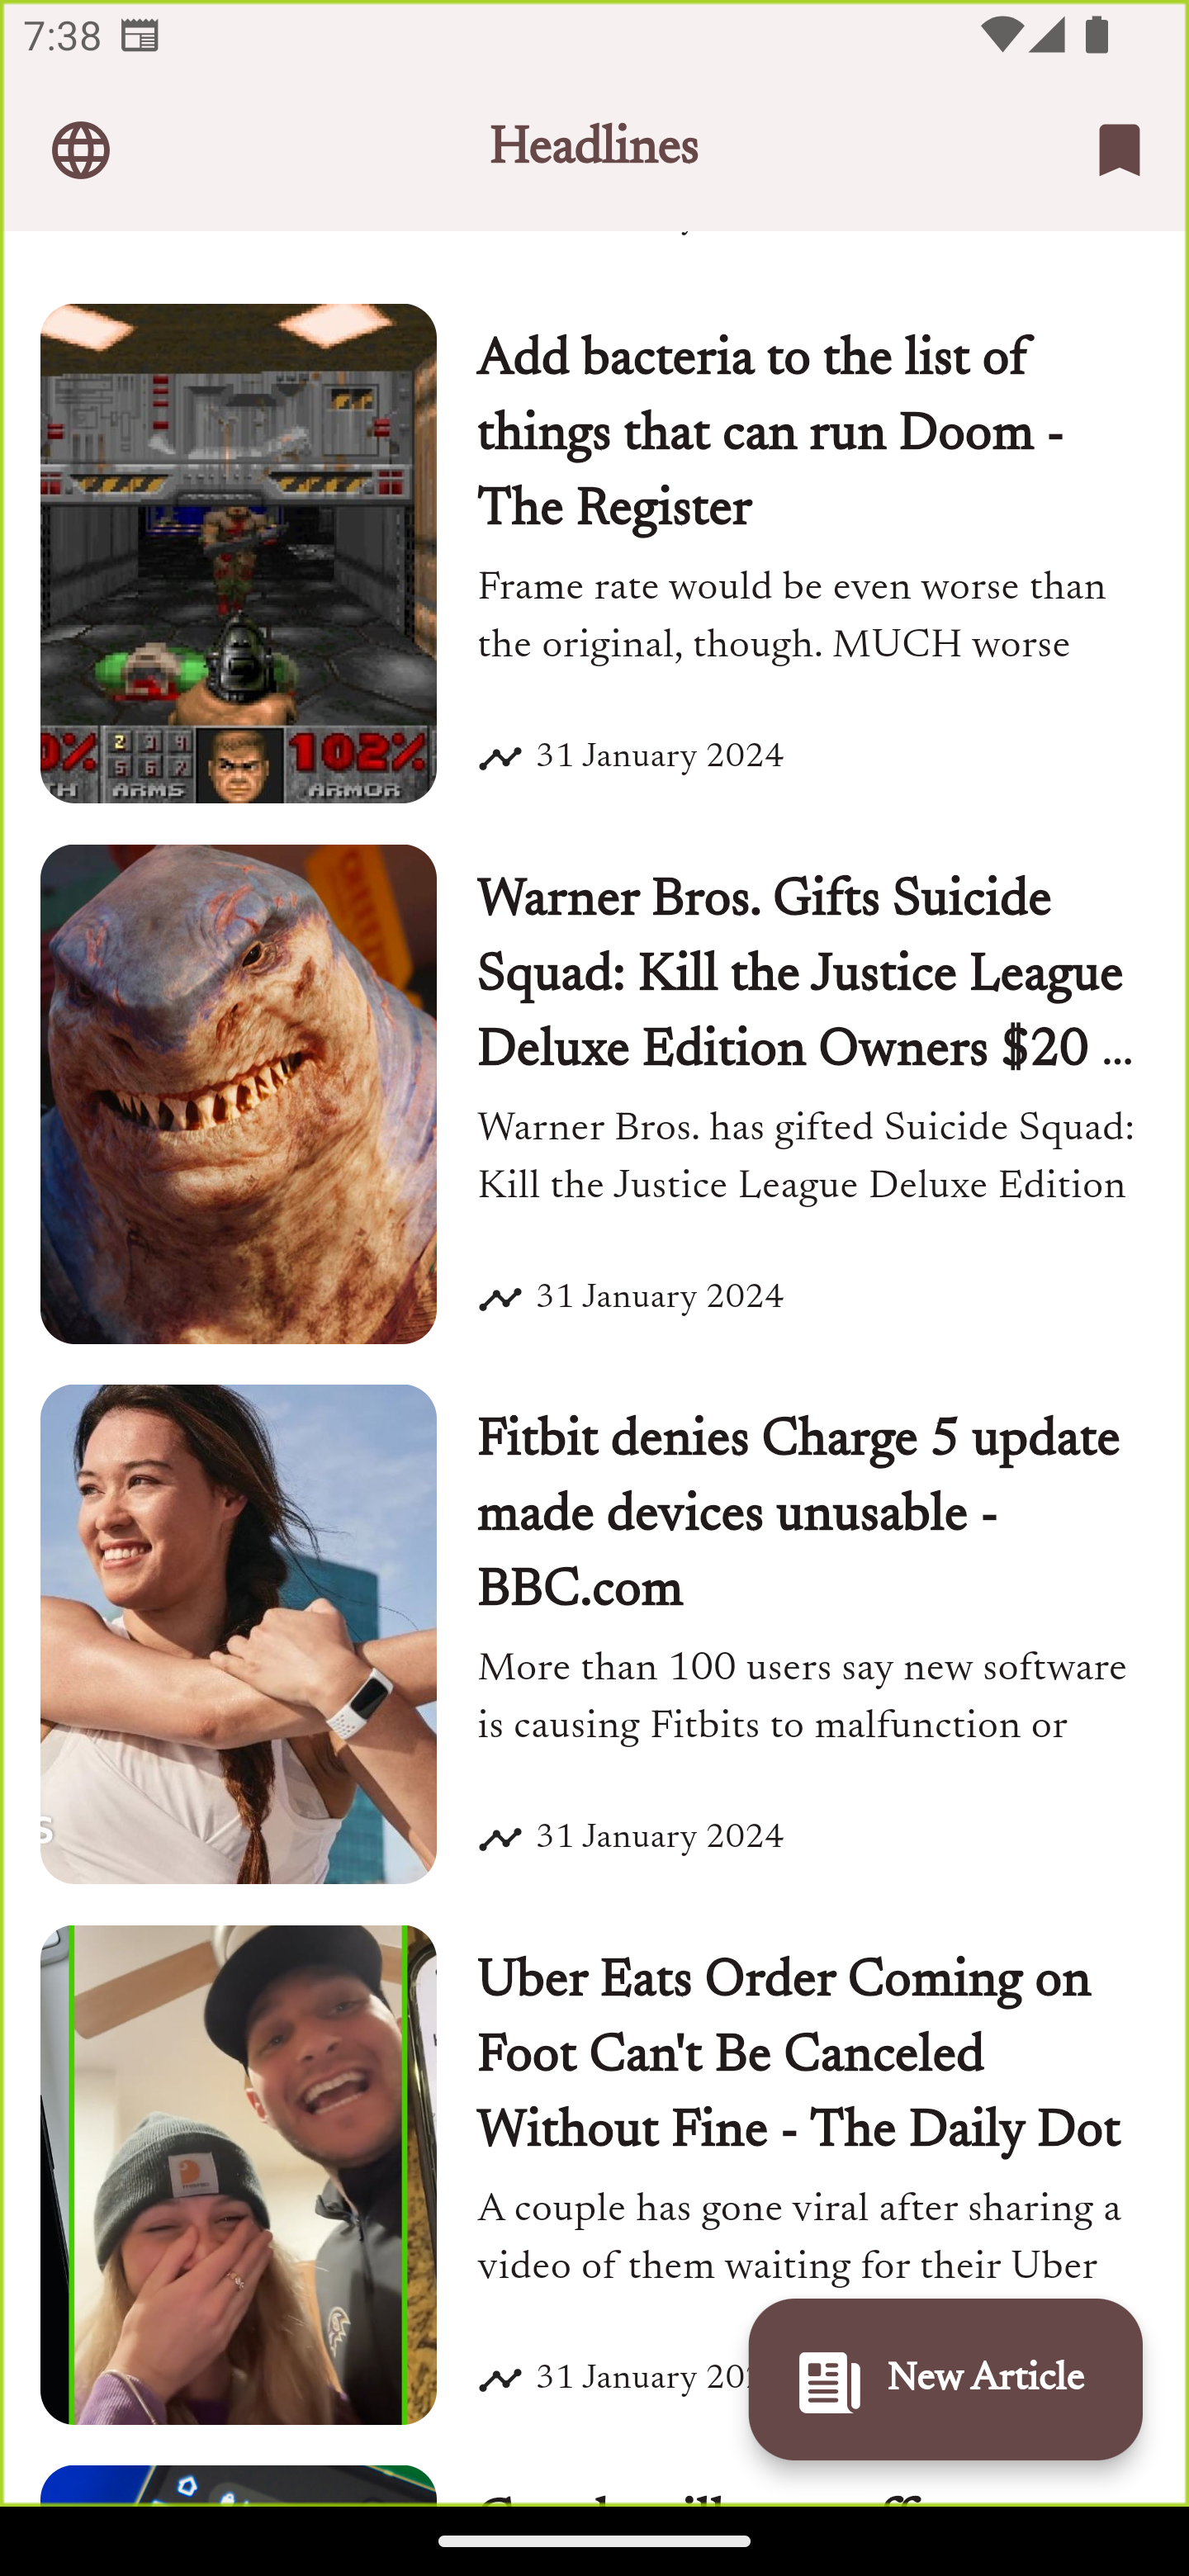 7:38
Headlines
Add bacteria to the list of
things that can run Doom -
The Register
Frame rate would be even worse than
the original, though. MUCH worse
31 January 2024
0%
102%
ARMS
ARMOR
Warner Bros. Gifts Suicide
Squad: Kill the Justice League
Deluxe Edition Owners $20 ...
Warner Bros. has gifted Suicide Squad:
Kill the Justice League Deluxe Edition
31 January 2024
Fitbit denies Charge 5 update
made devices unusable -
BBC.com
More than 100 users say new software
is causing Fitbits to malfunction or
31 January 2024
Uber Eats Order Coming on
Foot Can't Be Canceled
Without Fine - The Daily Dot
A couple has gone viral after sharing a
video of them waiting for their Uber
31 January 20
New Article